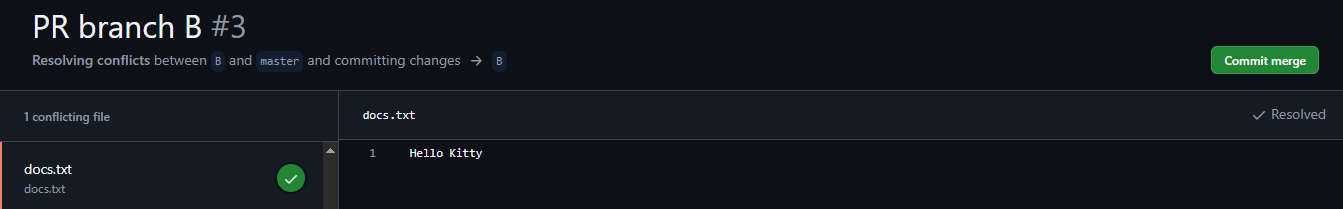 PR branch B #3
Resolving conflicts between B and master and committing changes → B
Commit merge
1 conflicting file
docs.txt
Resolved
docs.txt
docs.txt
1 Hello Kitty